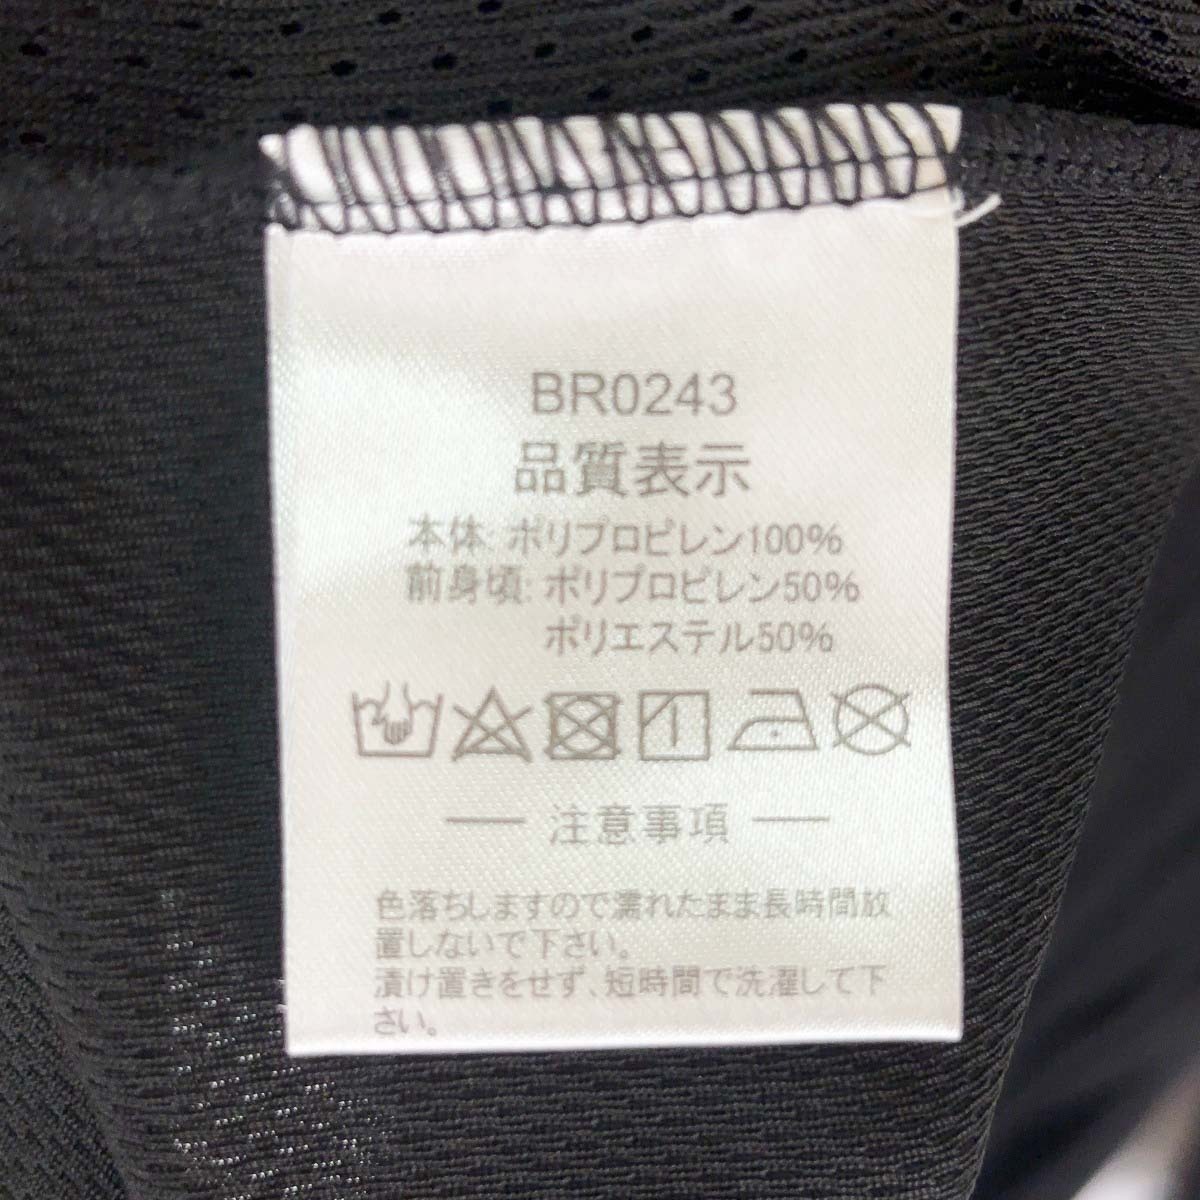 BR0243
品質表示
本体: ポリプロピレン100%
前身頃: ポリプロピレン50%
ポリエステル50%
注意事項
色落ちしますので濡れたまま長時間放
置しないで下さい。
漬け置きをせず、短時間で洗濯して下
さい。